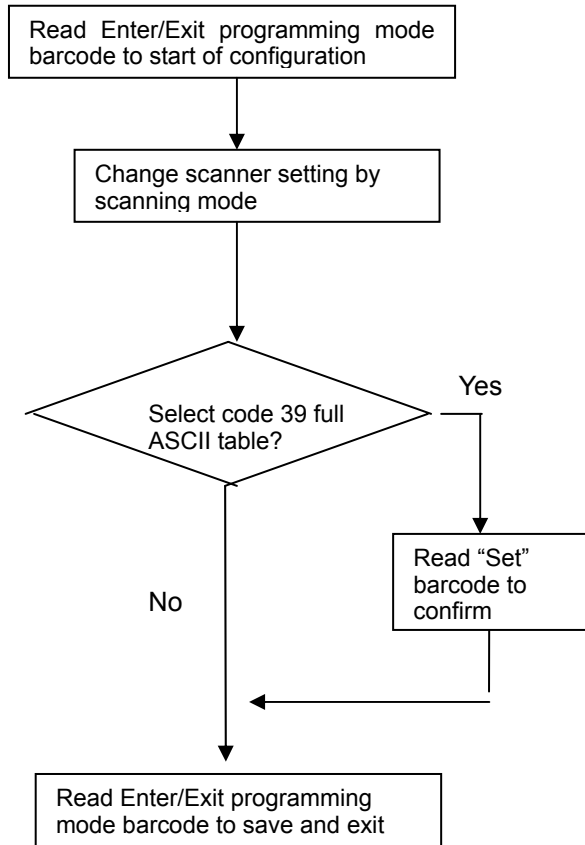 Read Enter/Exit programming mode
barcode to start of configuration
Change scanner setting by
scanning mode
Select code 39 full
ASCII table?
Yes
Read “Set”
barcode to
confirm
No
Read Enter/Exit programming
mode barcode to save and exit